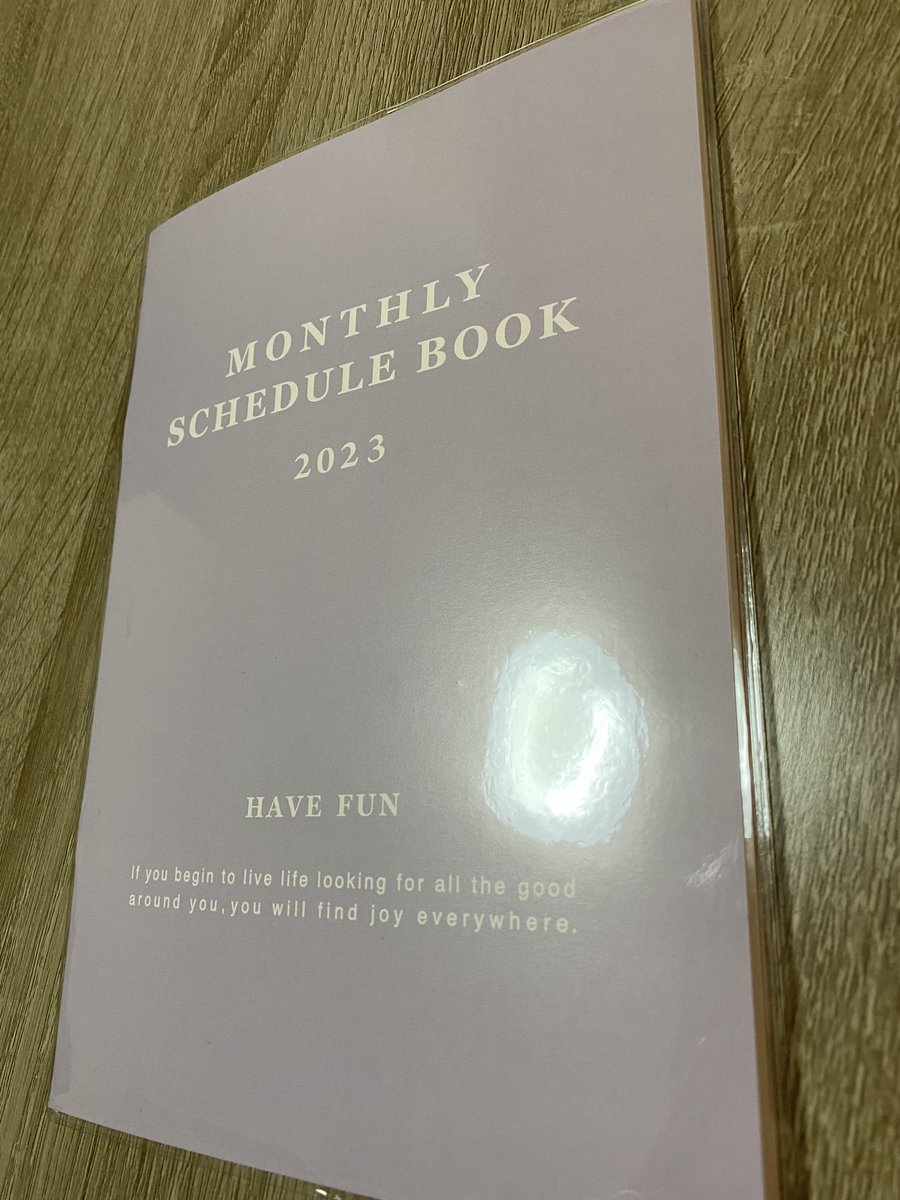 MONTHLY
SCHEDULE BOOK
2023
HAVE FUN
If you begin to live life looking for all the good
around you,you will find joy everywhere.